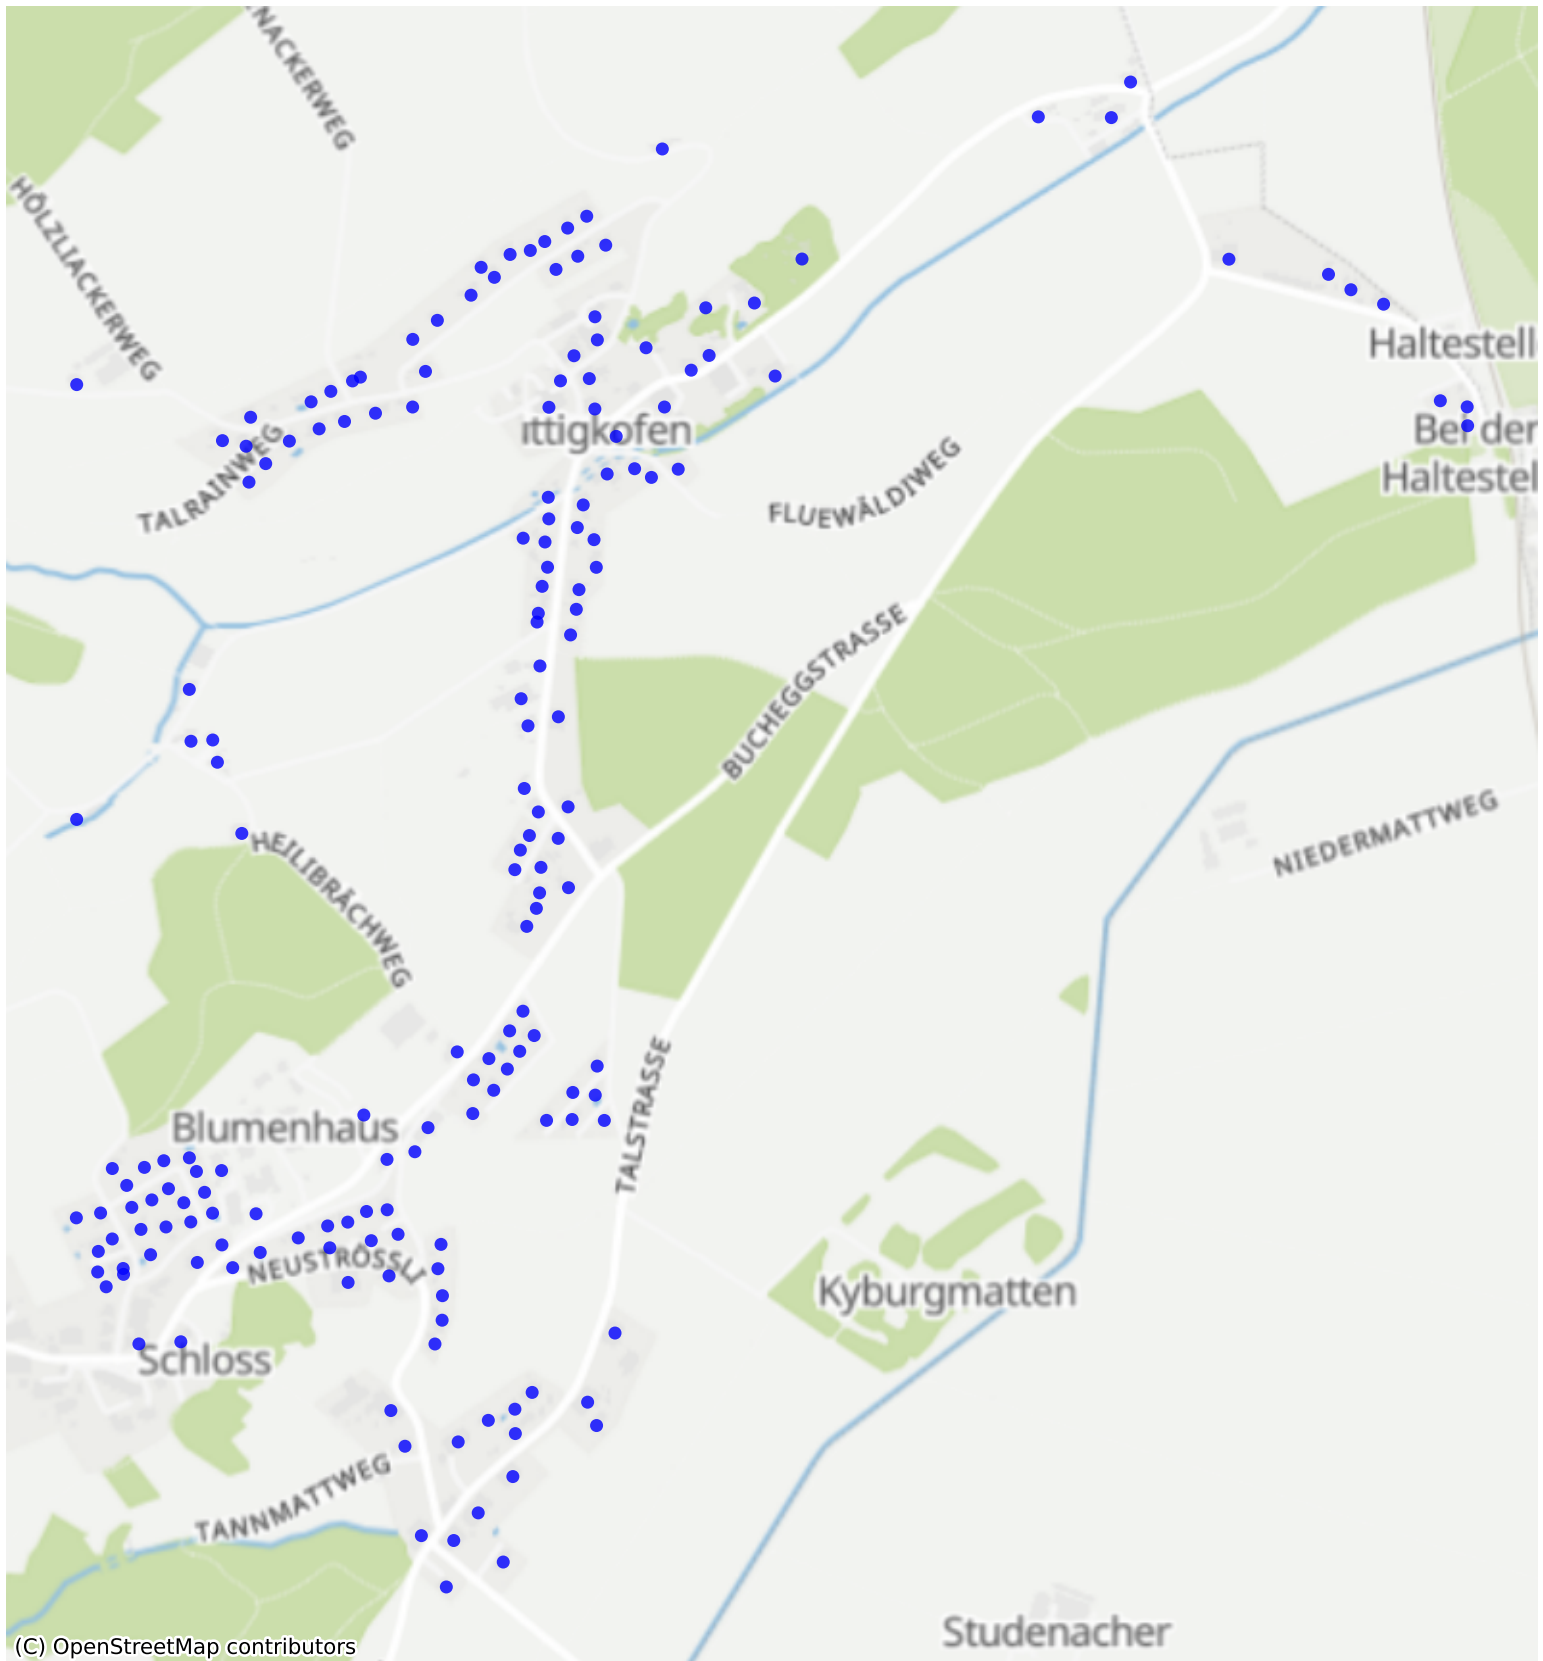 NACKERWEG
HÖLZLIACKERWEG
Haltestell
ittigkofen
Bei der
TALRAINWEG
FLUEWÄLDIWEG
Haltestel
BUCHEGGSTRASSE
NIEDERMATTWEG
HEILIBRÄCHWEG
TALSTRASSE
Blumenhaus
NEUSTRÖSSLI
Kyburgmatten
Schloss
TANNMATTWEG
Studenacher
(C) OpenStreetMap contributors